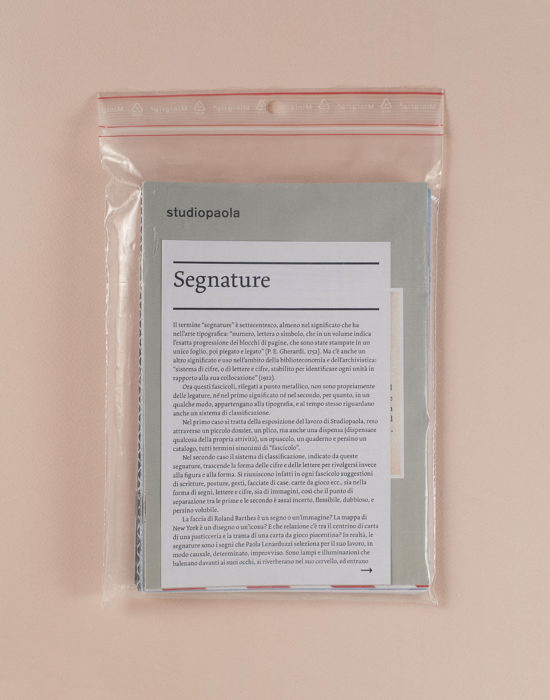 Minigrip Minigrip Minigrip Minigrip
studiopaola
Segnature
Il termine “segnature” è settecentesco, almeno nel significato che ha
nell’arte tipografica: “numero, lettera o simbolo, che in un volume indica
l’esatta progressione dei blocchi di pagine, che sono state stampate in un
unico foglio, poi piegato e legato” (P. E. Gherardi, 1752). Ma c’è anche un
altro significato e uso nell’ambito della biblioteconomia e dell’archivistica:
“sistema di cifre, o di lettere e cifre, stabilito per identificare ogni unità in
rapporto alla sua collocazione” (1922).
Ora questi fascicoli, rilegati a punto metallico, non sono propriamente
delle legature, né nel primo significato né nel secondo, per quanto, in un
qualche modo, appartengano alla tipografia, e al tempo stesso riguardano
anche un sistema di classificazione.
Nel primo caso si tratta della esposizione del lavoro di Studiopaola, reso
attraverso un piccolo dossier, un plico, ma anche una dispensa (dispensare
qualcosa della propria attività), un opuscolo, un quaderno e persino un
catalogo, tutti termini sinonimi di “fascicolo”.
Nel secondo caso il sistema di classificazione, indicato da queste
segnature, trascende la forma delle cifre e delle lettere per rivolgersi invece
alla figura e alla forma. Si riuniscono infatti in ogni fascicolo suggestioni
di scritture, posture, gesti, facciate di case, carte da gioco ecc., sia nella
forma di segni, lettere e cifre, sia di immagini, così che il punto di
separazione tra le prime e le seconde è assai incerto, flessibile, dubbioso, e
persino volubile.
La faccia di Roland Barthes è un segno o un’immagine? La mappa di
New York è un disegno o un’icona? E che relazione c’è tra il centrino di carta
di una pasticceria e la trama di una carta da gioco piacentina? In realtà, le
segnature sono i segni che Paola Lenarduzzi seleziona per il suo lavoro, in
modo causale, determinato, improvviso. Sono lampi e illuminazioni che
balenano davanti ai suoi occhi, si riverberano nel suo cervello, ed entrano
→